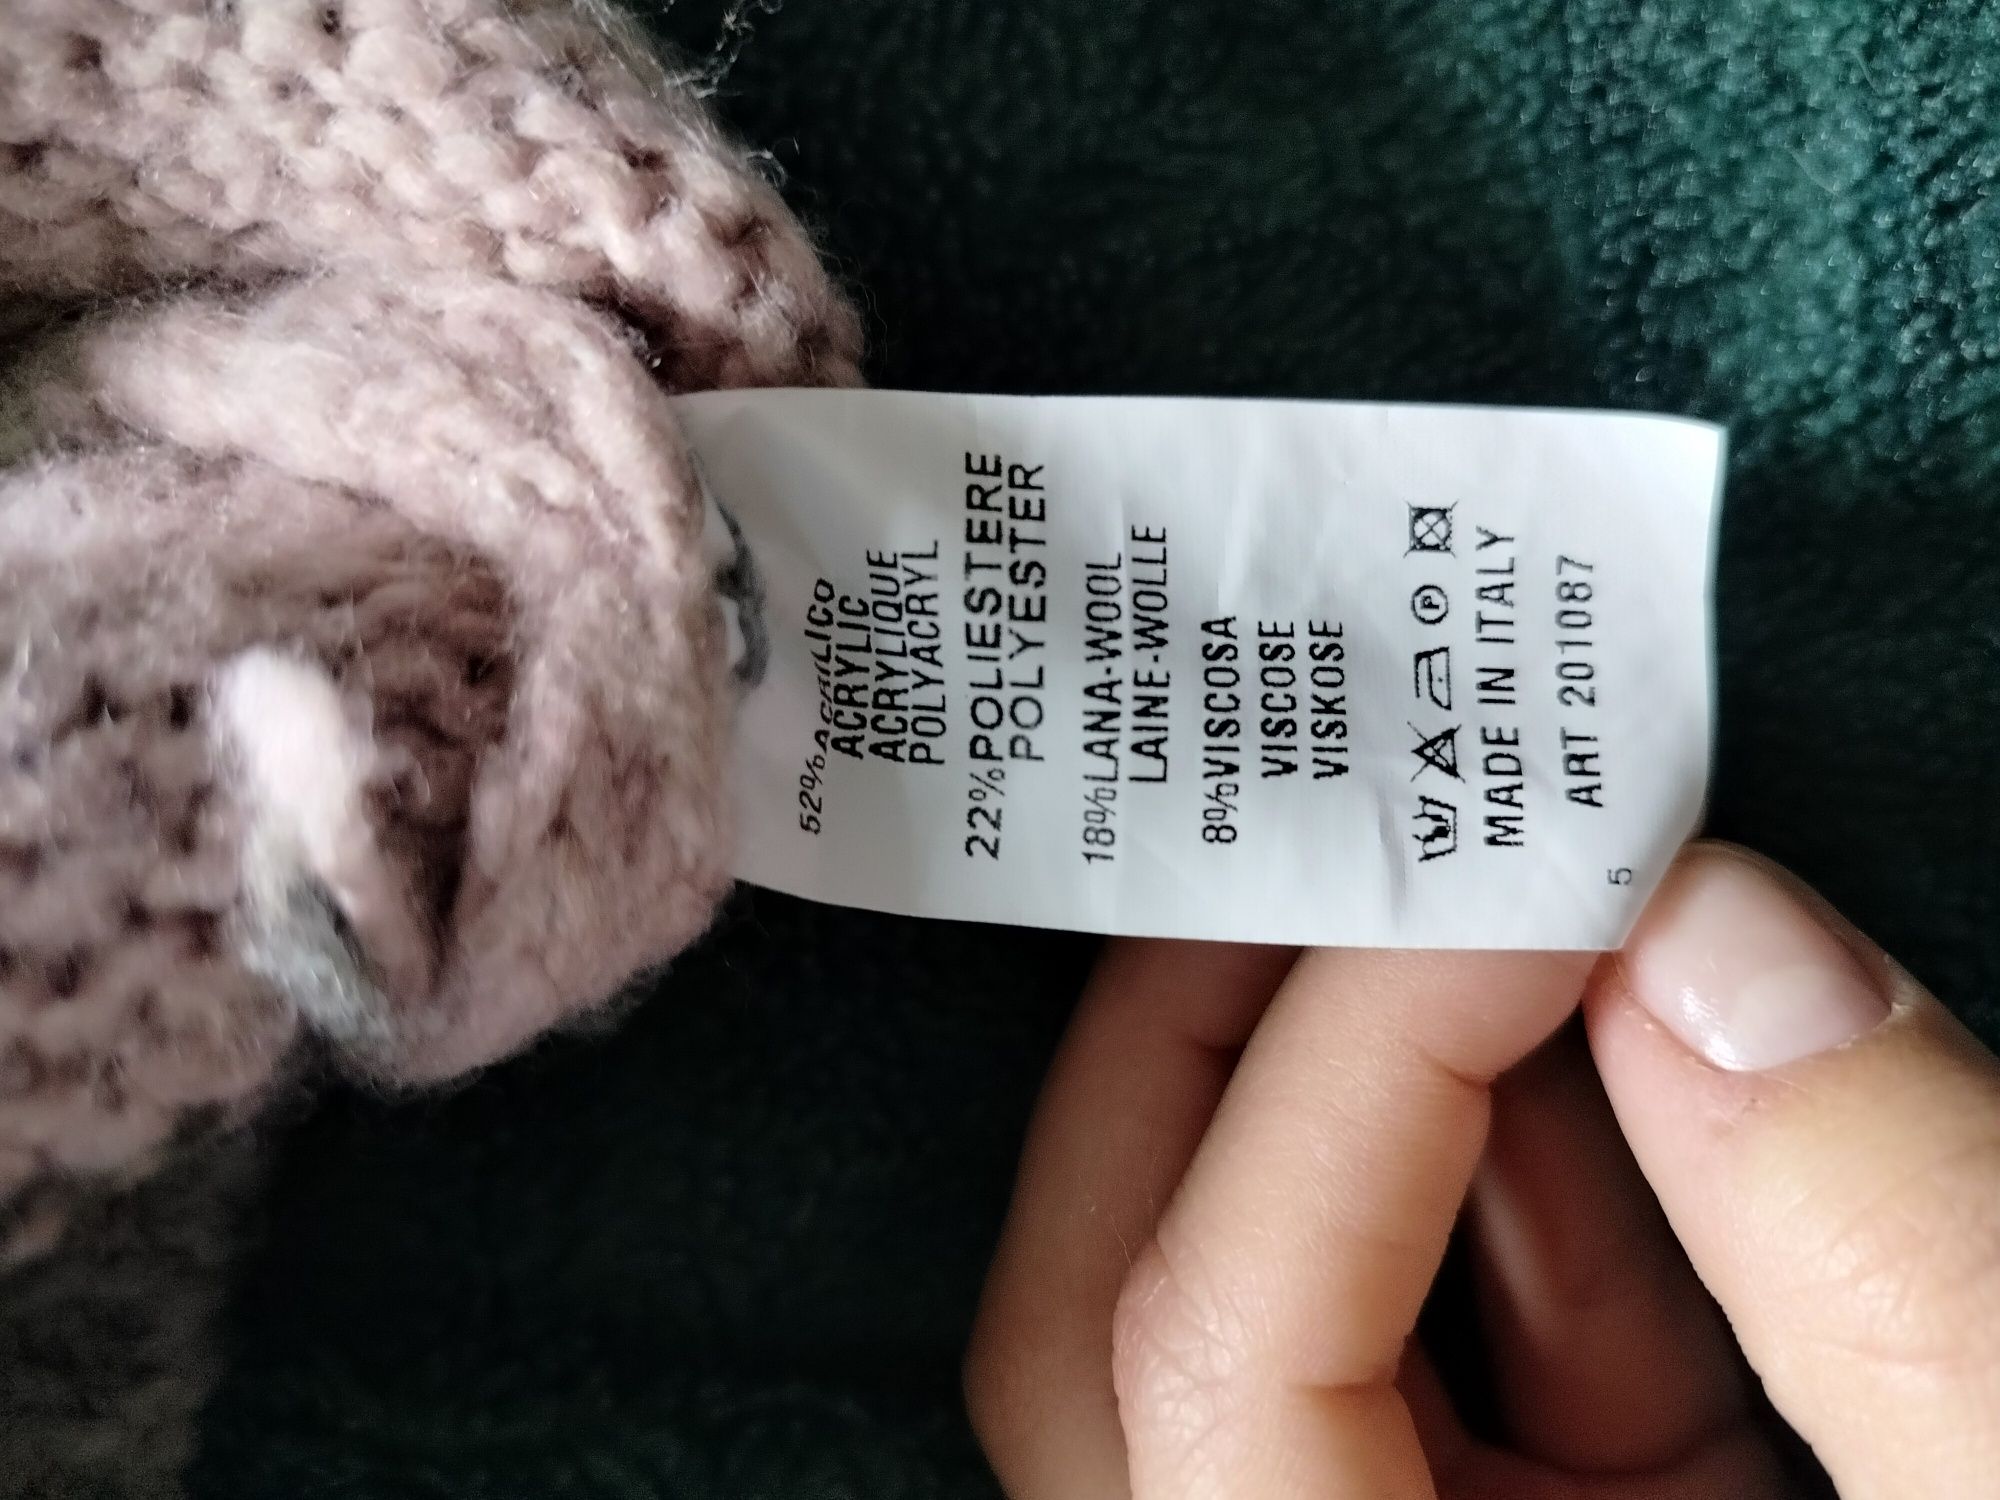 52%ACRILICO
ACRYLIC
ACRYLIQUE
POLYACRYL
22%POLIESTERE
POLYESTER
18%LANA-WOOL
LAINE-WOLLE
8%VISCOSA
VISCOSE
VISKOSE
P
MADE IN ITALY
ART 201087
5